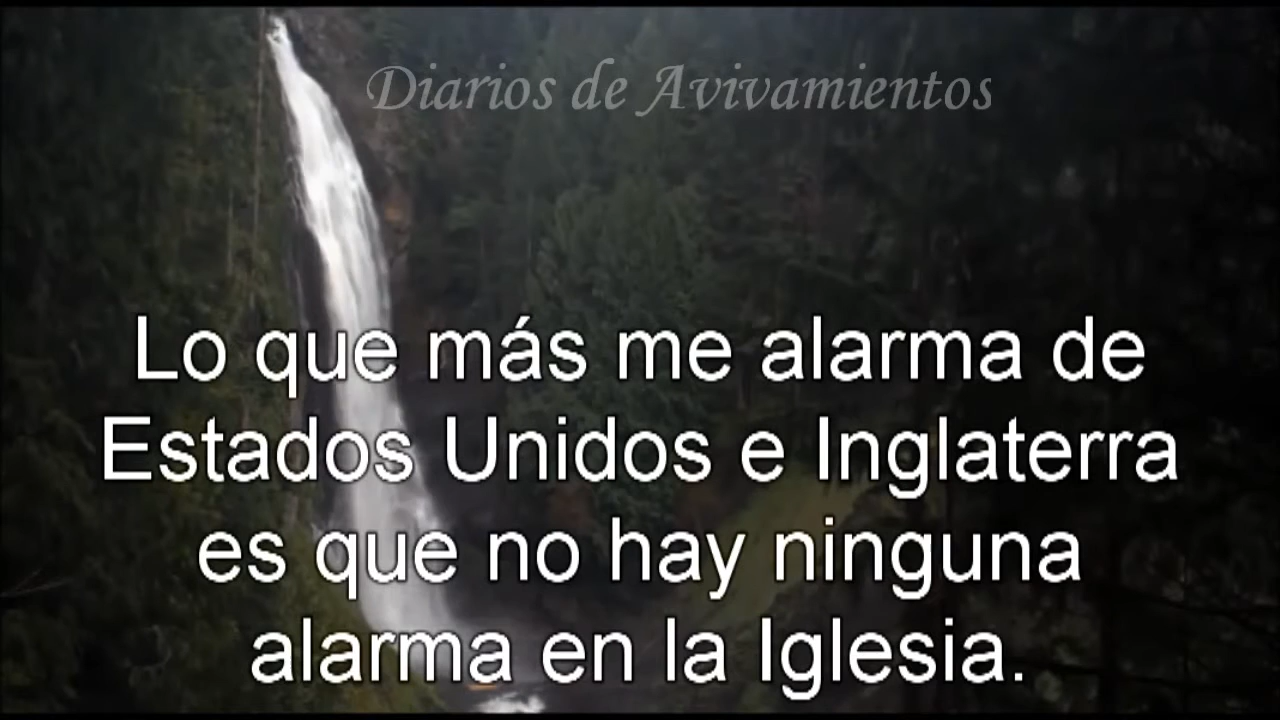 Diarios de Avivamientos
Lo que más me alarma de
Estados Unidos e Inglaterra
es que no hay ninguna
alarma en la Iglesia.